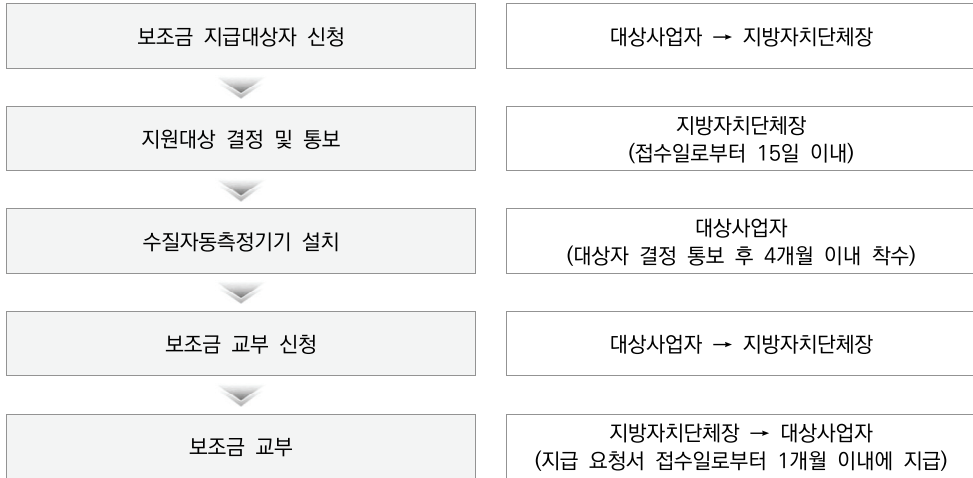 보조금 지급대상자 신청
대상사업자 → 지방자치단체장
지원대상 결정 및 통보
지방자치단체장
(접수일로부터 15일 이내)
수질자동측정기기 설치
대상사업자
(대상자 결정 통보 후 4개월 이내 착수)
보조금 교부 신청
대상사업자 → 지방자치단체장
보조금 교부
지방자치단체장 → 대상사업자
(지급 요청서 접수일로부터 1개월 이내에 지급)